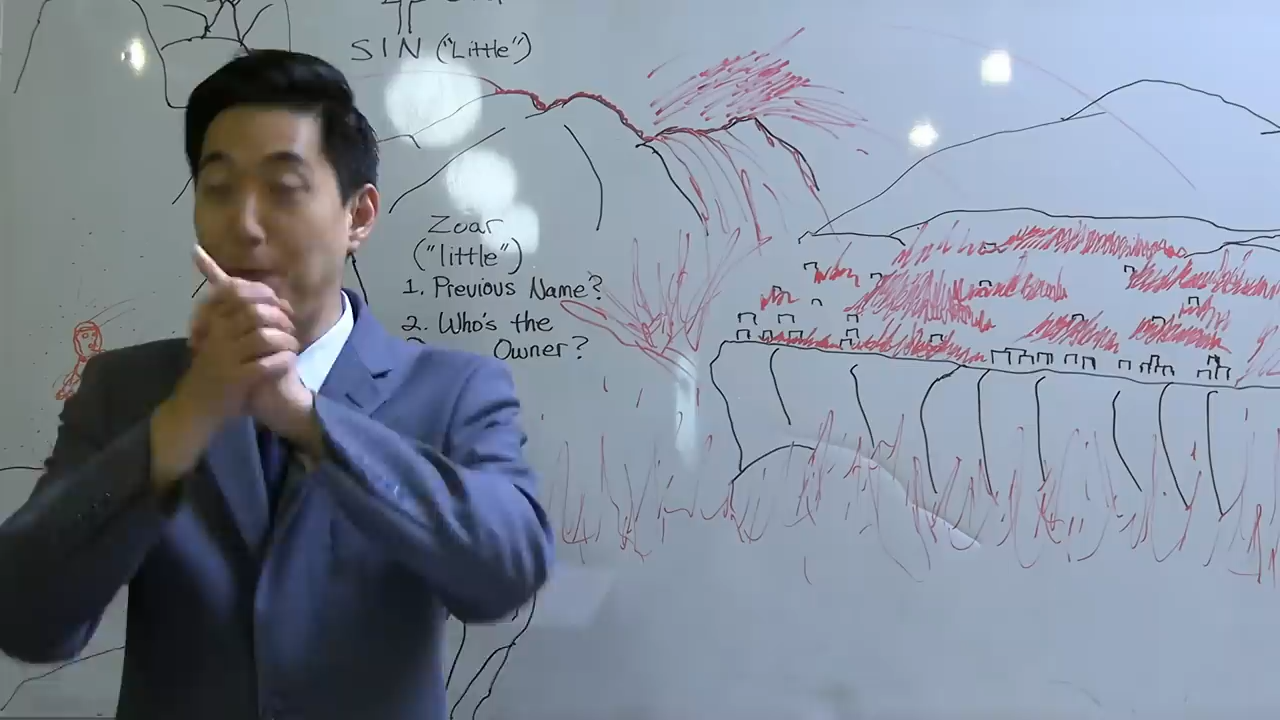 SIN ("Little")
Zoar
("little")
1. Previous Name?
2. Who's the
Owner?